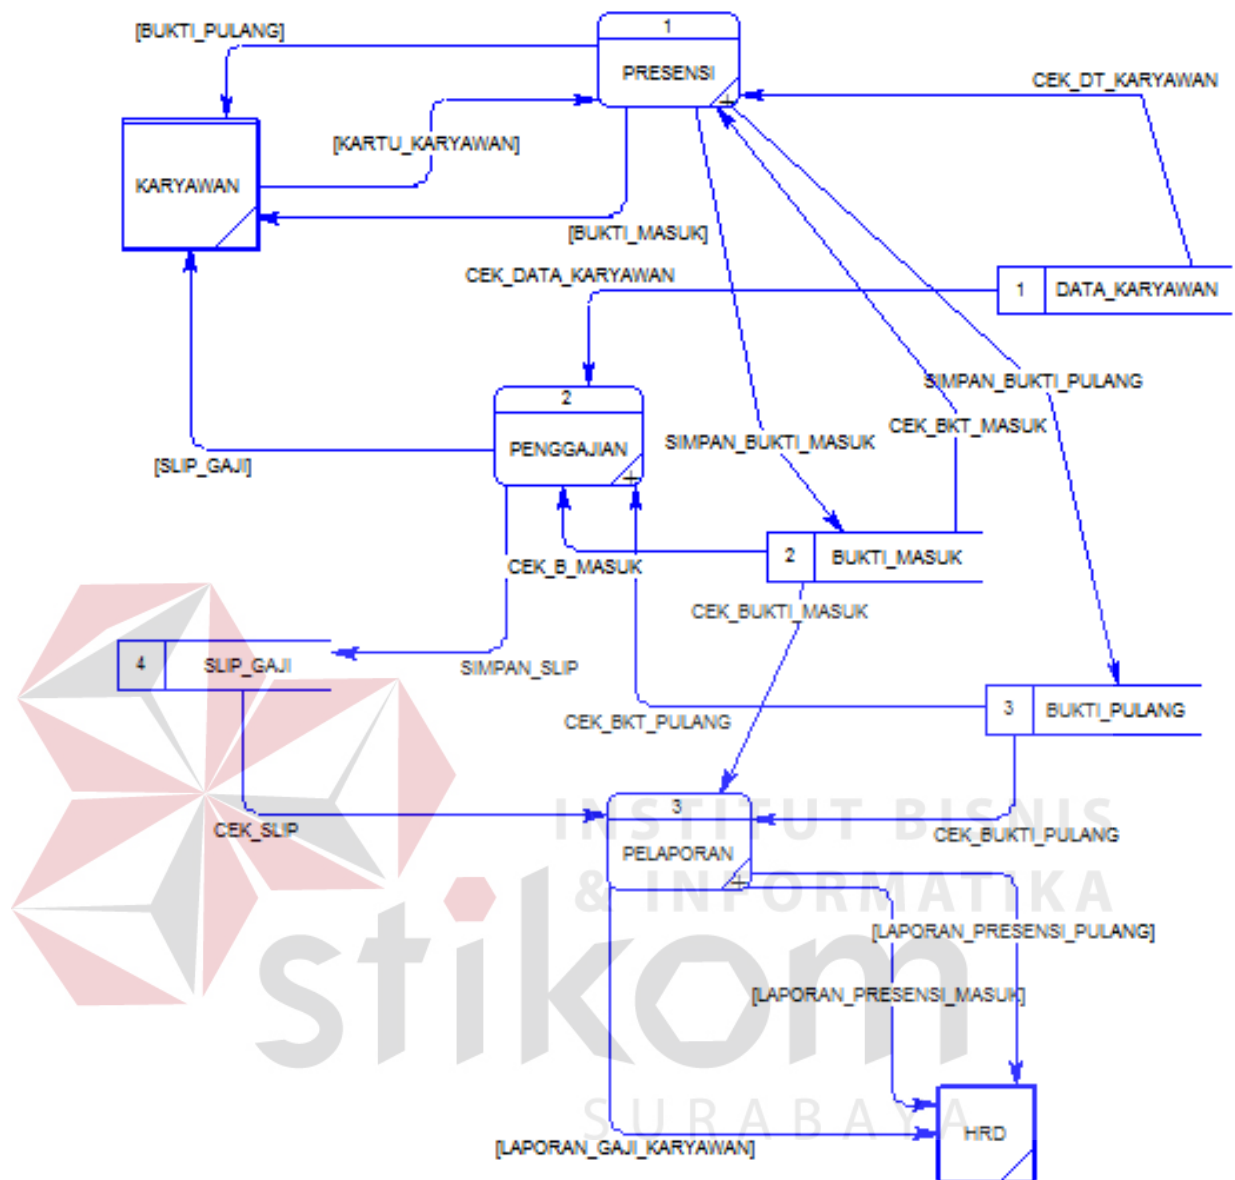 [BUKTI_PULANG]
1
PRESENSI
CEK_DT_KARYAWAN
[KARTU_KARYAWAN]
KARYAWAN
[BUKTI_MASUK]
CEK_DATA_KARYAWAN
1 DATA_KARYAWAN
SIMPAN_BUKTI_PULANG
2
PENGGAJIAN
CEK_BKT_MASUK
SIMPAN_BUKTI_MASUK
[SLIP_GAJI]
2 BUKTI_MASUK
CEK_B_MASUK
CEK_BUKTI_MASUK
4 SLIP_GAJI
SIMPAN_SLIP
3 BUKTI_PULANG
CEK_BKT_PULANG
3
PELAPORAN
CEK_SLIP
CEK_BUKTI_PULANG
INSTITUT BISNIS
& INFORMATIKA
stikom
SURABAYA
[LAPORAN_PRESENSI_PULANG]
[LAPORAN_PRESENSI_MASUK]
HRD
[LAPORAN_GAJI_KARYAWAN]